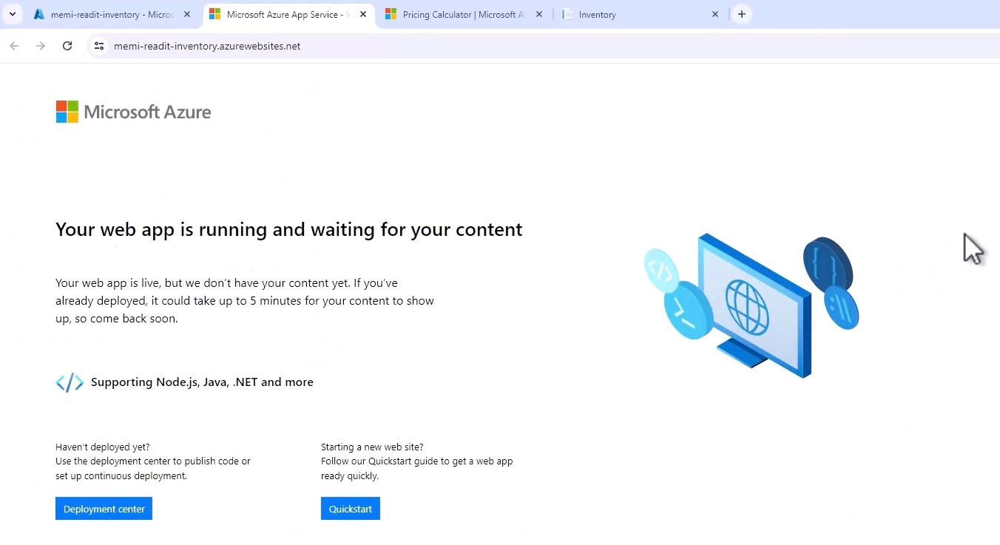 memi-readit-inventory - Micros
Microsoft Azure App Service -
Pricing Calculator | Microsoft A
Inventory
memi-readit-inventory.azurewebsites.net
Microsoft Azure
Your web app is running and waiting for your content
Your web app is live, but we don’t have your content yet. If you’ve
already deployed, it could take up to 5 minutes for your content to show
up, so come back soon.
Supporting Node.js, Java, .NET and more
Haven’t deployed yet?
Use the deployment center to publish code or
set up continuous deployment.
Deployment center
Starting a new web site?
Follow our Quickstart guide to get a web app
ready quickly.
Quickstart